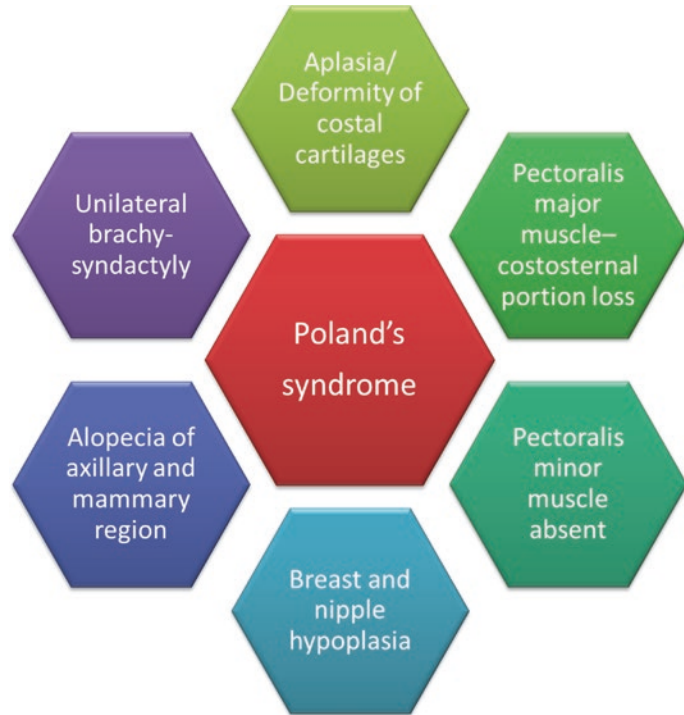 Aplasia/
Deformity of
costal
cartilages
Pectoralis
major
muscle–
costosternal
portion loss
Pectoralis
minor
muscle
absent
Breast and
nipple
hypoplasia
Alopecia of
axillary and
mammary
region
Unilateral
brachy-
syndactyly
Poland's
syndrome